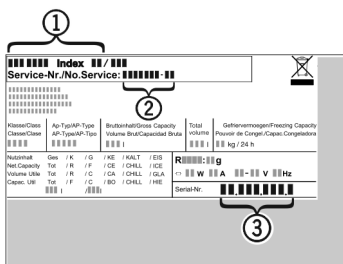 1
Index /
Service-Nr./No.Service: -
2
Klasse/Class Ap-Typ/AP-Type Bruttoinhalt/Gross Capacity Total Gefriervermoegen/Freezing Capacity
Classe/Clase AP-Type/AP-Tipo Volume Brut/Capacidad Bruta volume Pouvoir de Congel./Capac.Congeladora
l l kg / 24 h
Nutzinhalt Ges / K / G / KE / KALT / EIS
Net.Capacity Tot / R / F / CE / CHILL / ICE
Volume Utile Tot / R / C / CA / CHILL / GLA
Capac. Util Tot / F / C / BO / CHILL / HIE
l / l
R : g
W A - V Hz
Serial-Nr.
3